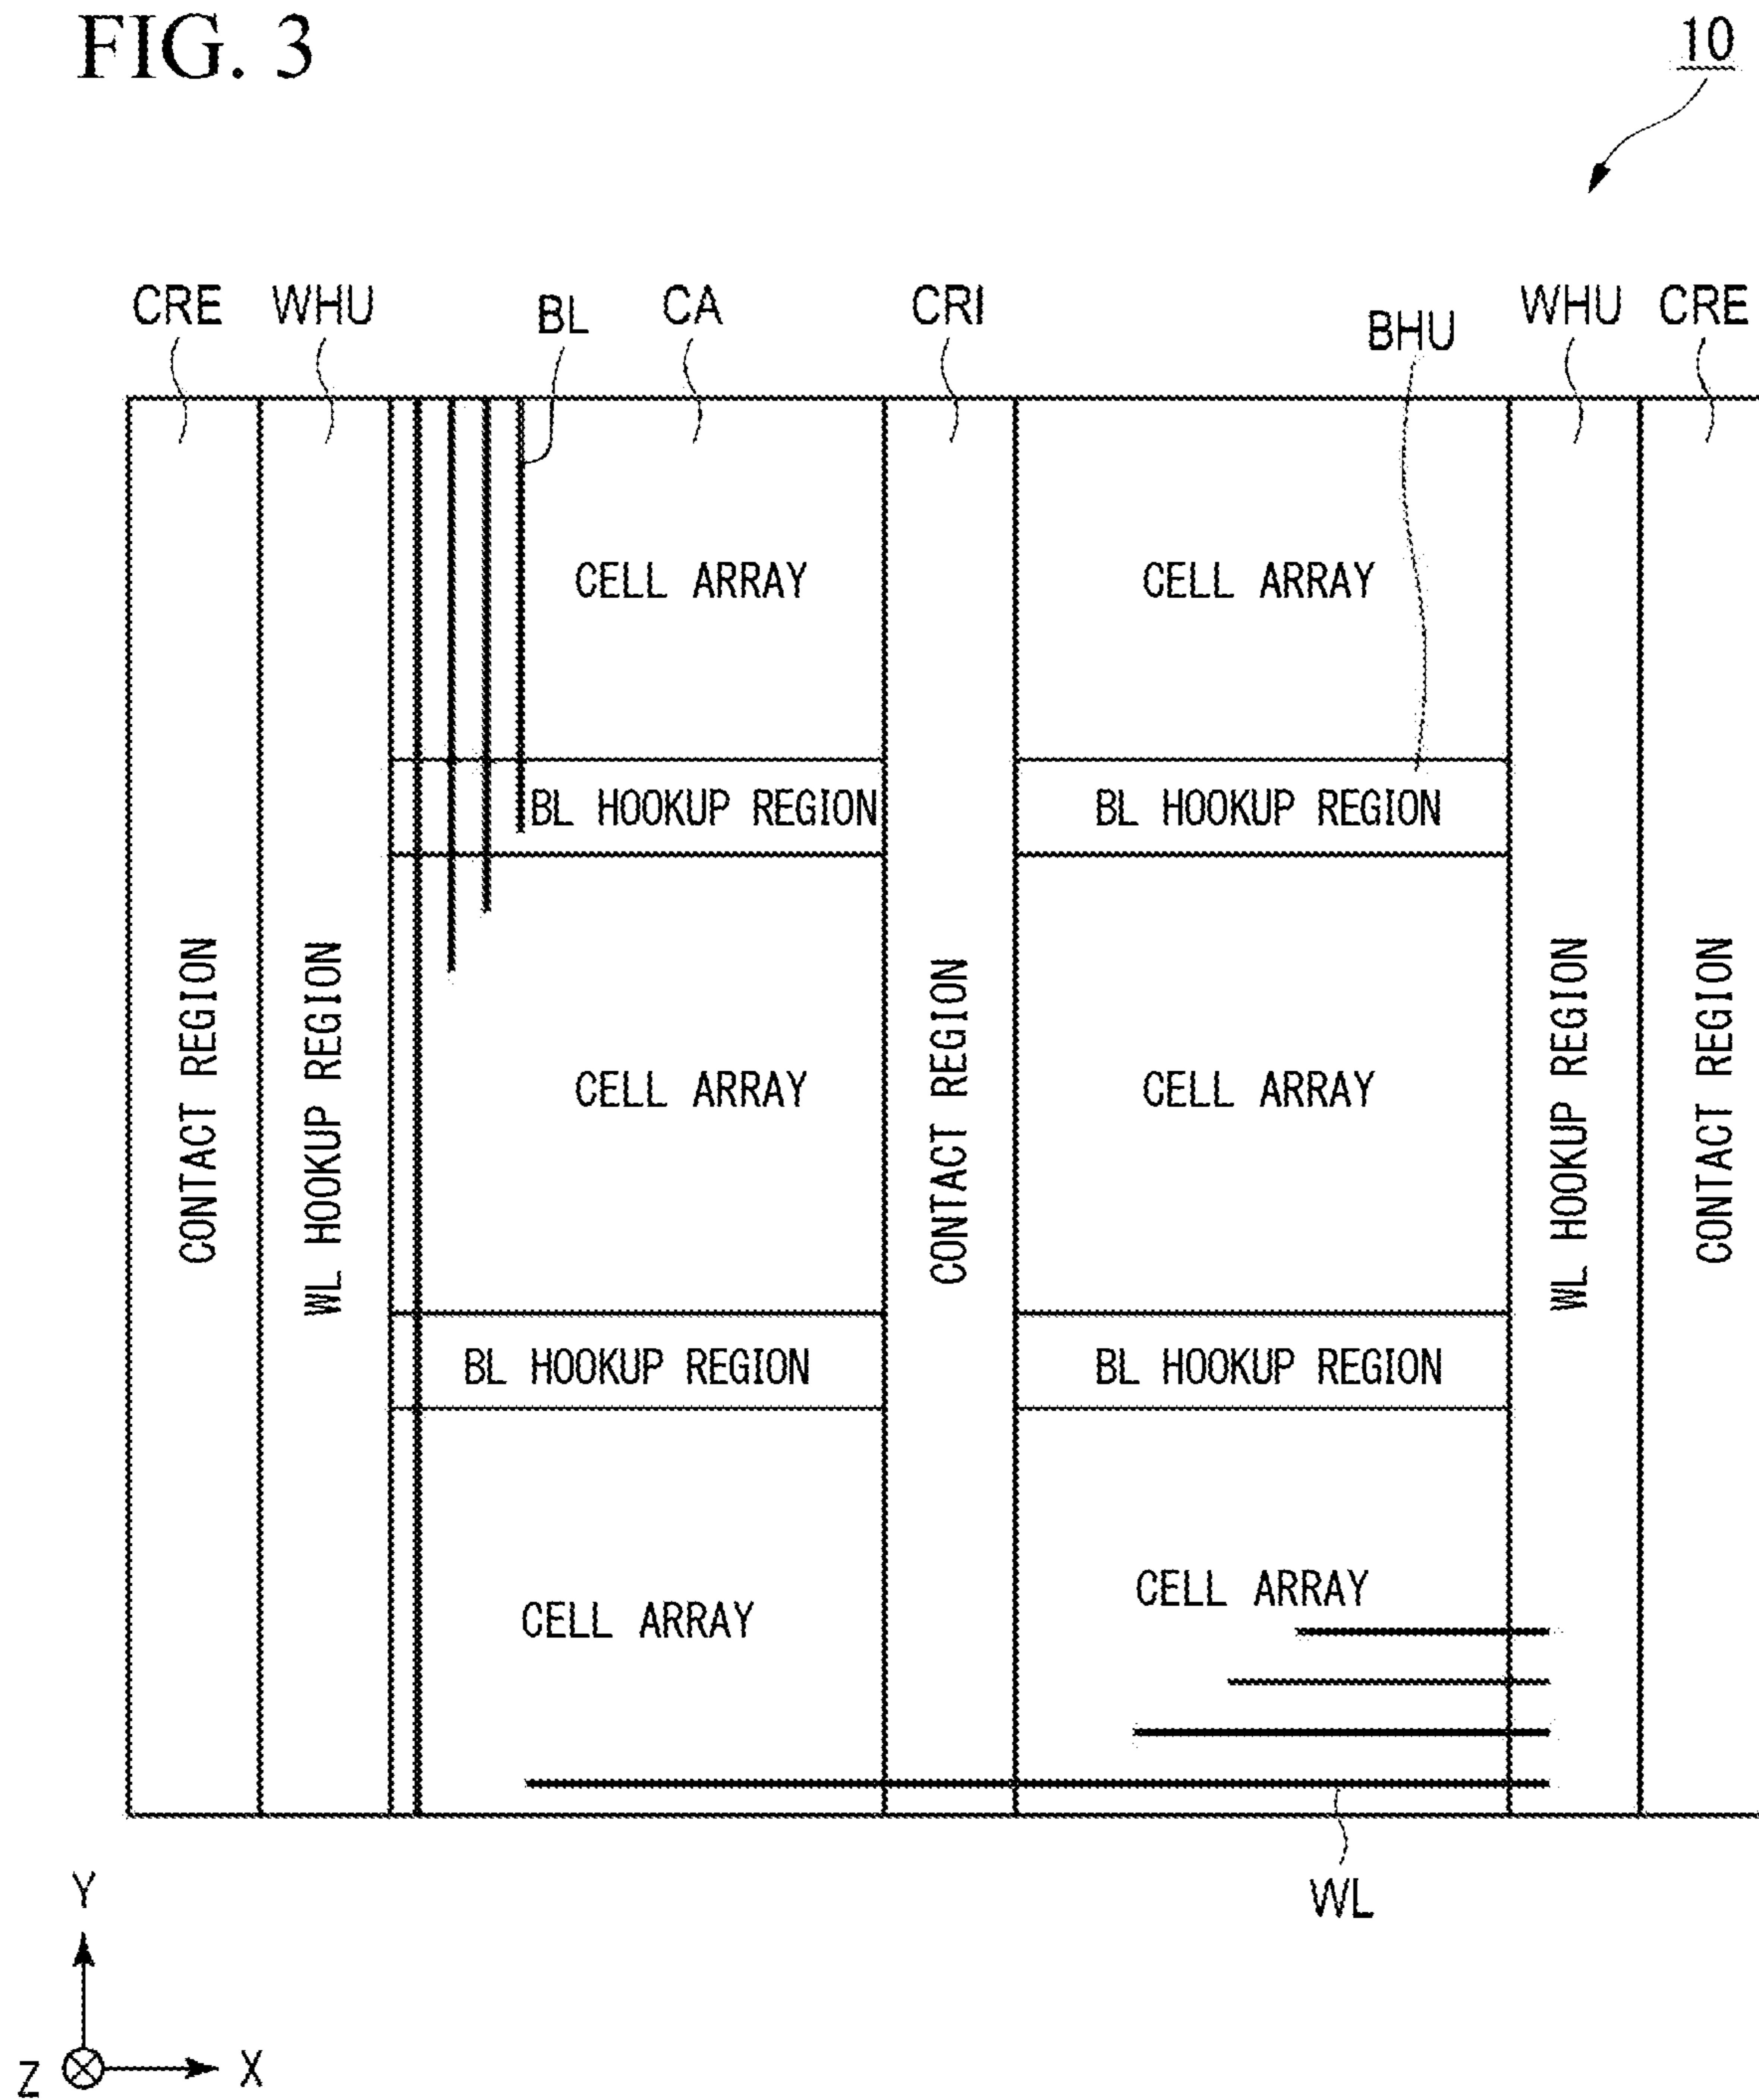 FIG. 3
10
CRE WHU BL CA CRI BHU WHU CRE
CELL ARRAY CELL ARRAY
BL HOOKUP REGION BL HOOKUP REGION
CONTACT REGION
WL HOOKUP REGION
CELL ARRAY
CONTACT REGION
CELL ARRAY
WL HOOKUP REGION
CONTACT REGION
BL HOOKUP REGION BL HOOKUP REGION
CELL ARRAY CELL ARRAY
WL
Y
Z X